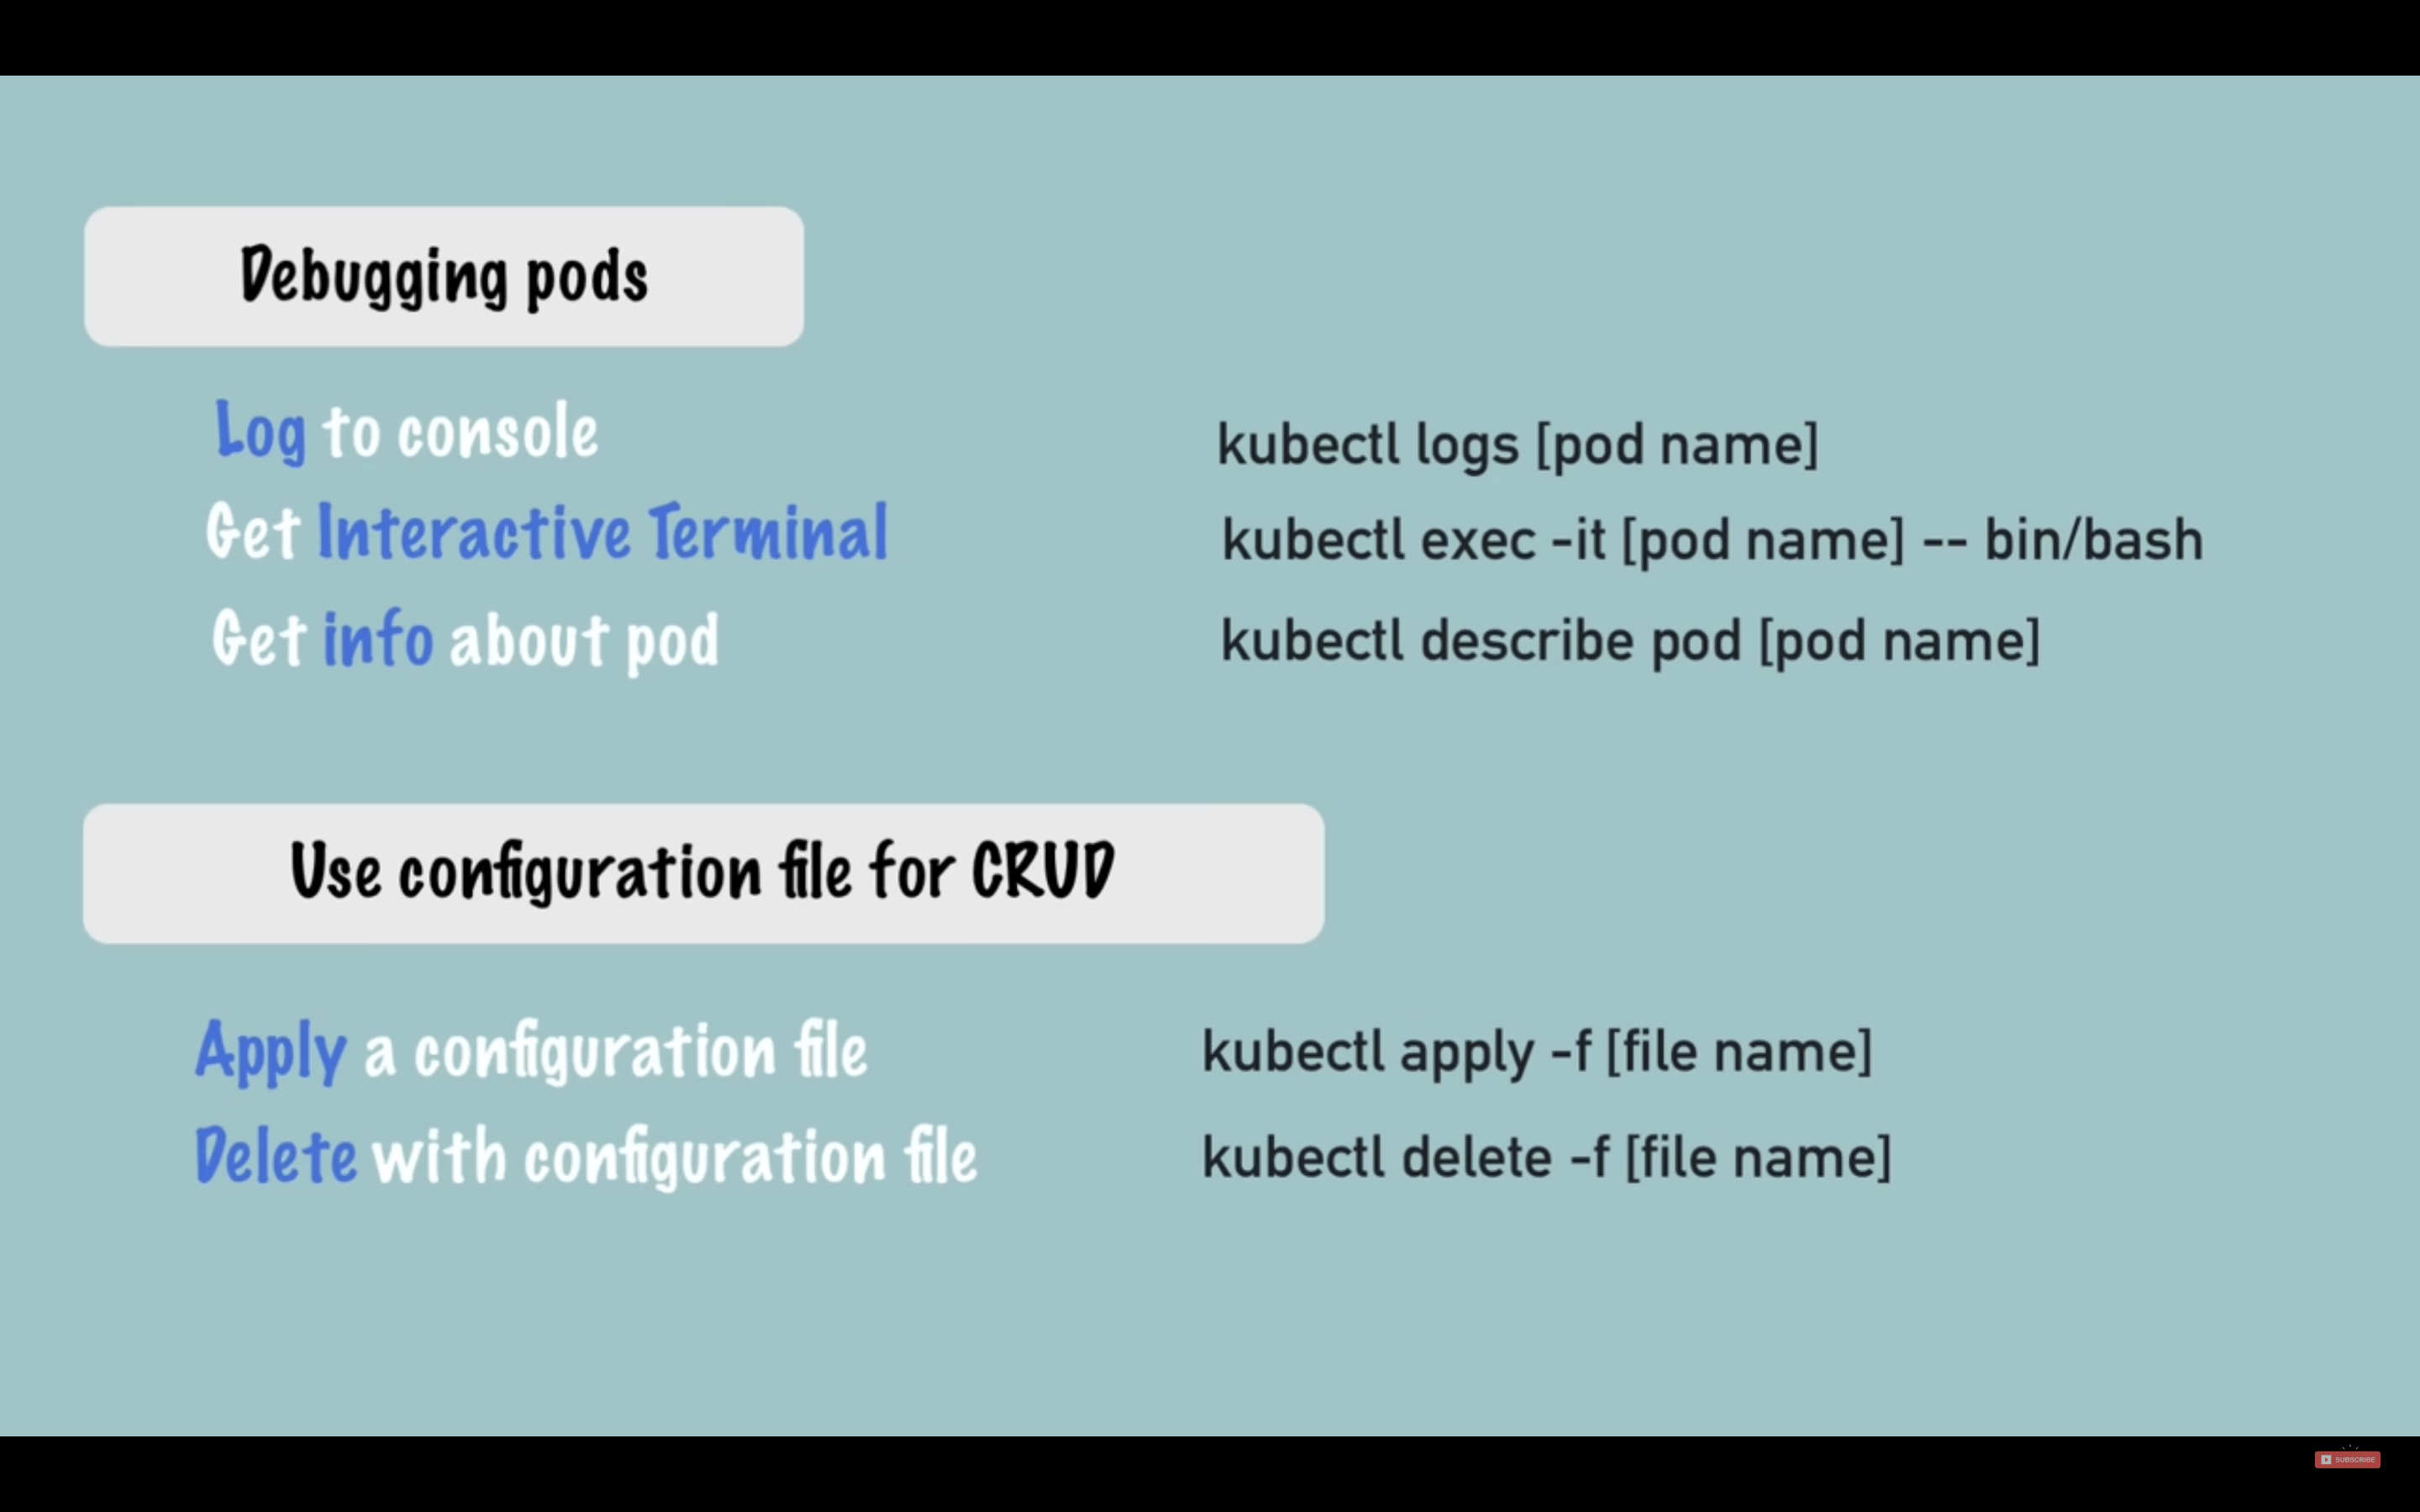 Debugging pods
Log to console
kubectl logs [pod name]
Get Interactive Terminal
kubectl exec -it [pod name] -- bin/bash
Get info about pod
kubectl describe pod [pod name]
Use configuration file for CRUD
Apply a configuration file
kubectl apply -f [file name]
Delete with configuration file
kubectl delete -f [file name]
SUBSCRIBE